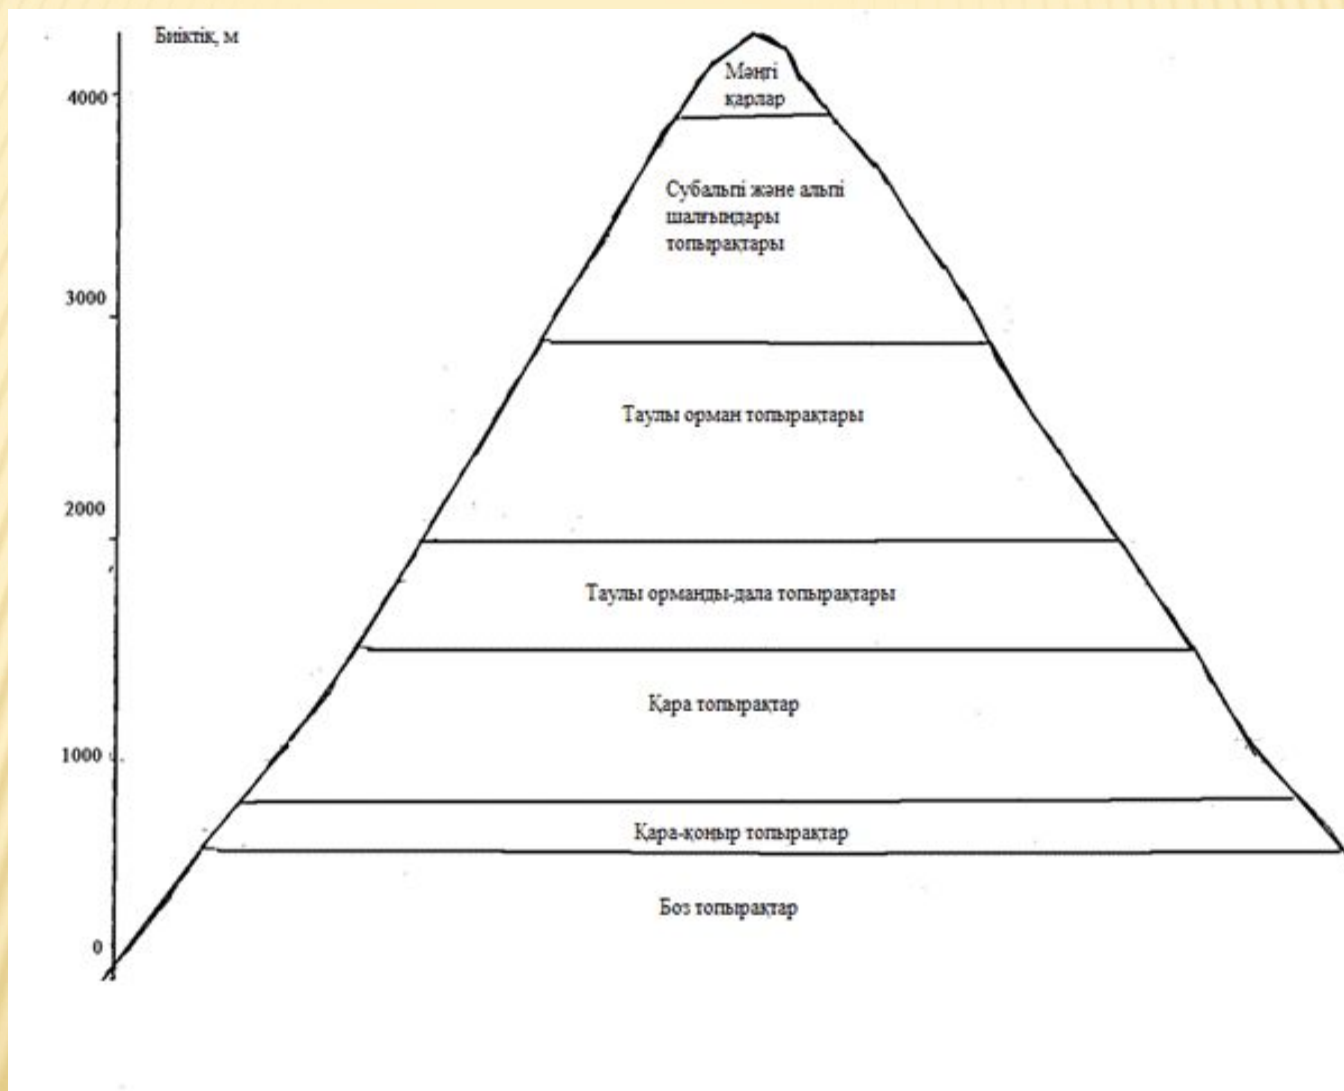 Биіктік, м
4000
3000
2000
1000
0
Мәңгі
қарлар
Субальпі және альпі
шалғындары
топырақтары
Таулы орман топырақтары
Таулы орманды-дала топырақтары
Қара топырақтар
Қара-қоңыр топырақтар
Боз топырақтар